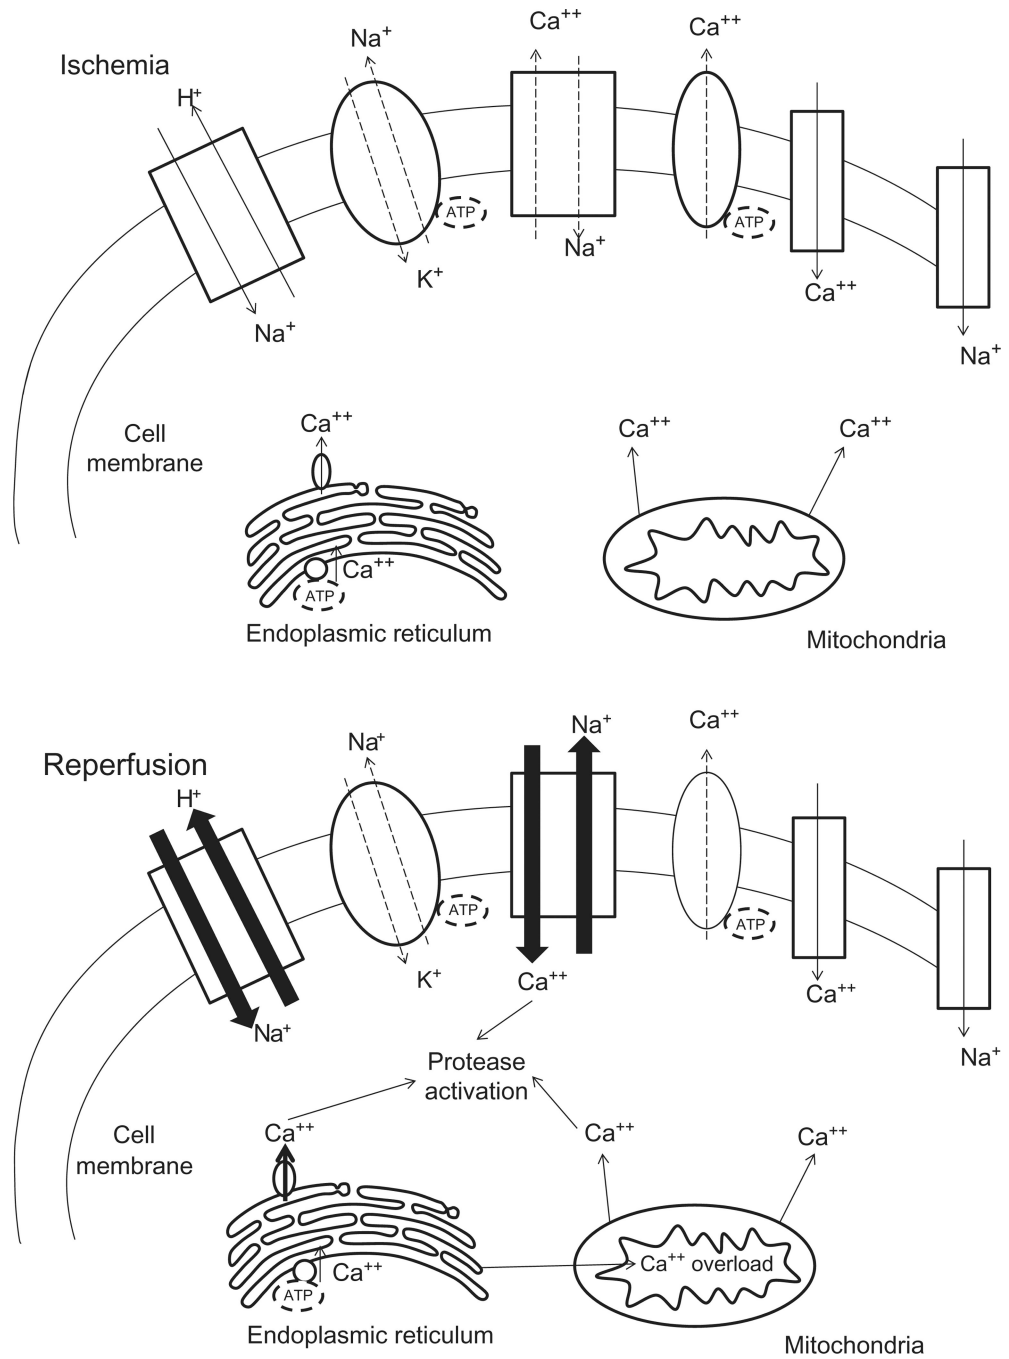 Ischemia
H⁺
Na⁺
Na⁺
K⁺
ATP
Ca⁺⁺
Na⁺
Ca⁺⁺
ATP
Ca⁺⁺
Na⁺
Cell
membrane
Ca⁺⁺
Ca⁺⁺
ATP
Endoplasmic reticulum
Ca⁺⁺
Ca⁺⁺
Mitochondria
Reperfusion
H⁺
Na⁺
Na⁺
K⁺
ATP
Na⁺
Ca⁺⁺
Ca⁺⁺
ATP
Ca⁺⁺
Na⁺
Protease
activation
Cell
membrane
Ca⁺⁺
Ca⁺⁺
ATP
Endoplasmic reticulum
Ca⁺⁺
Ca⁺⁺
Ca⁺⁺ overload
Mitochondria